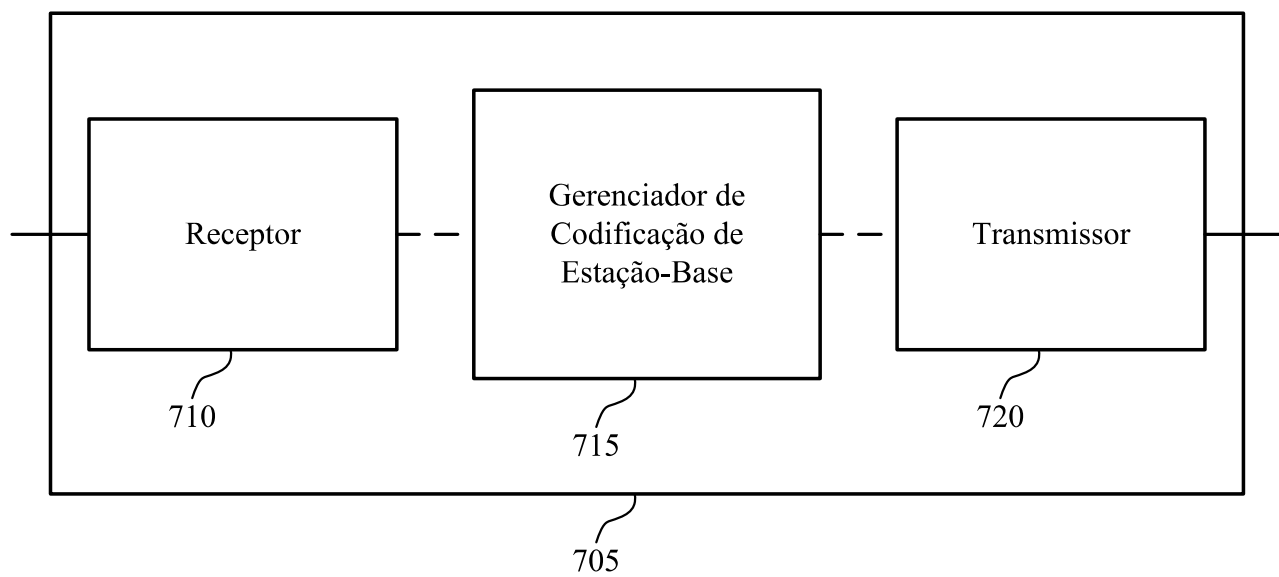 Receptor
Gerenciador de
Codificação de
Estação-Base
Transmissor
710
715
720
705